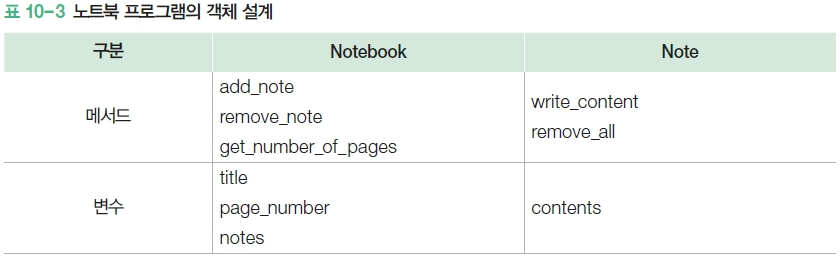 표 10-3 노트북 프로그램의 객체 설계
구분 Notebook Note
메서드
add_note
remove_note
get_number_of_pages
write_content
remove_all
변수
title
page_number
notes
contents